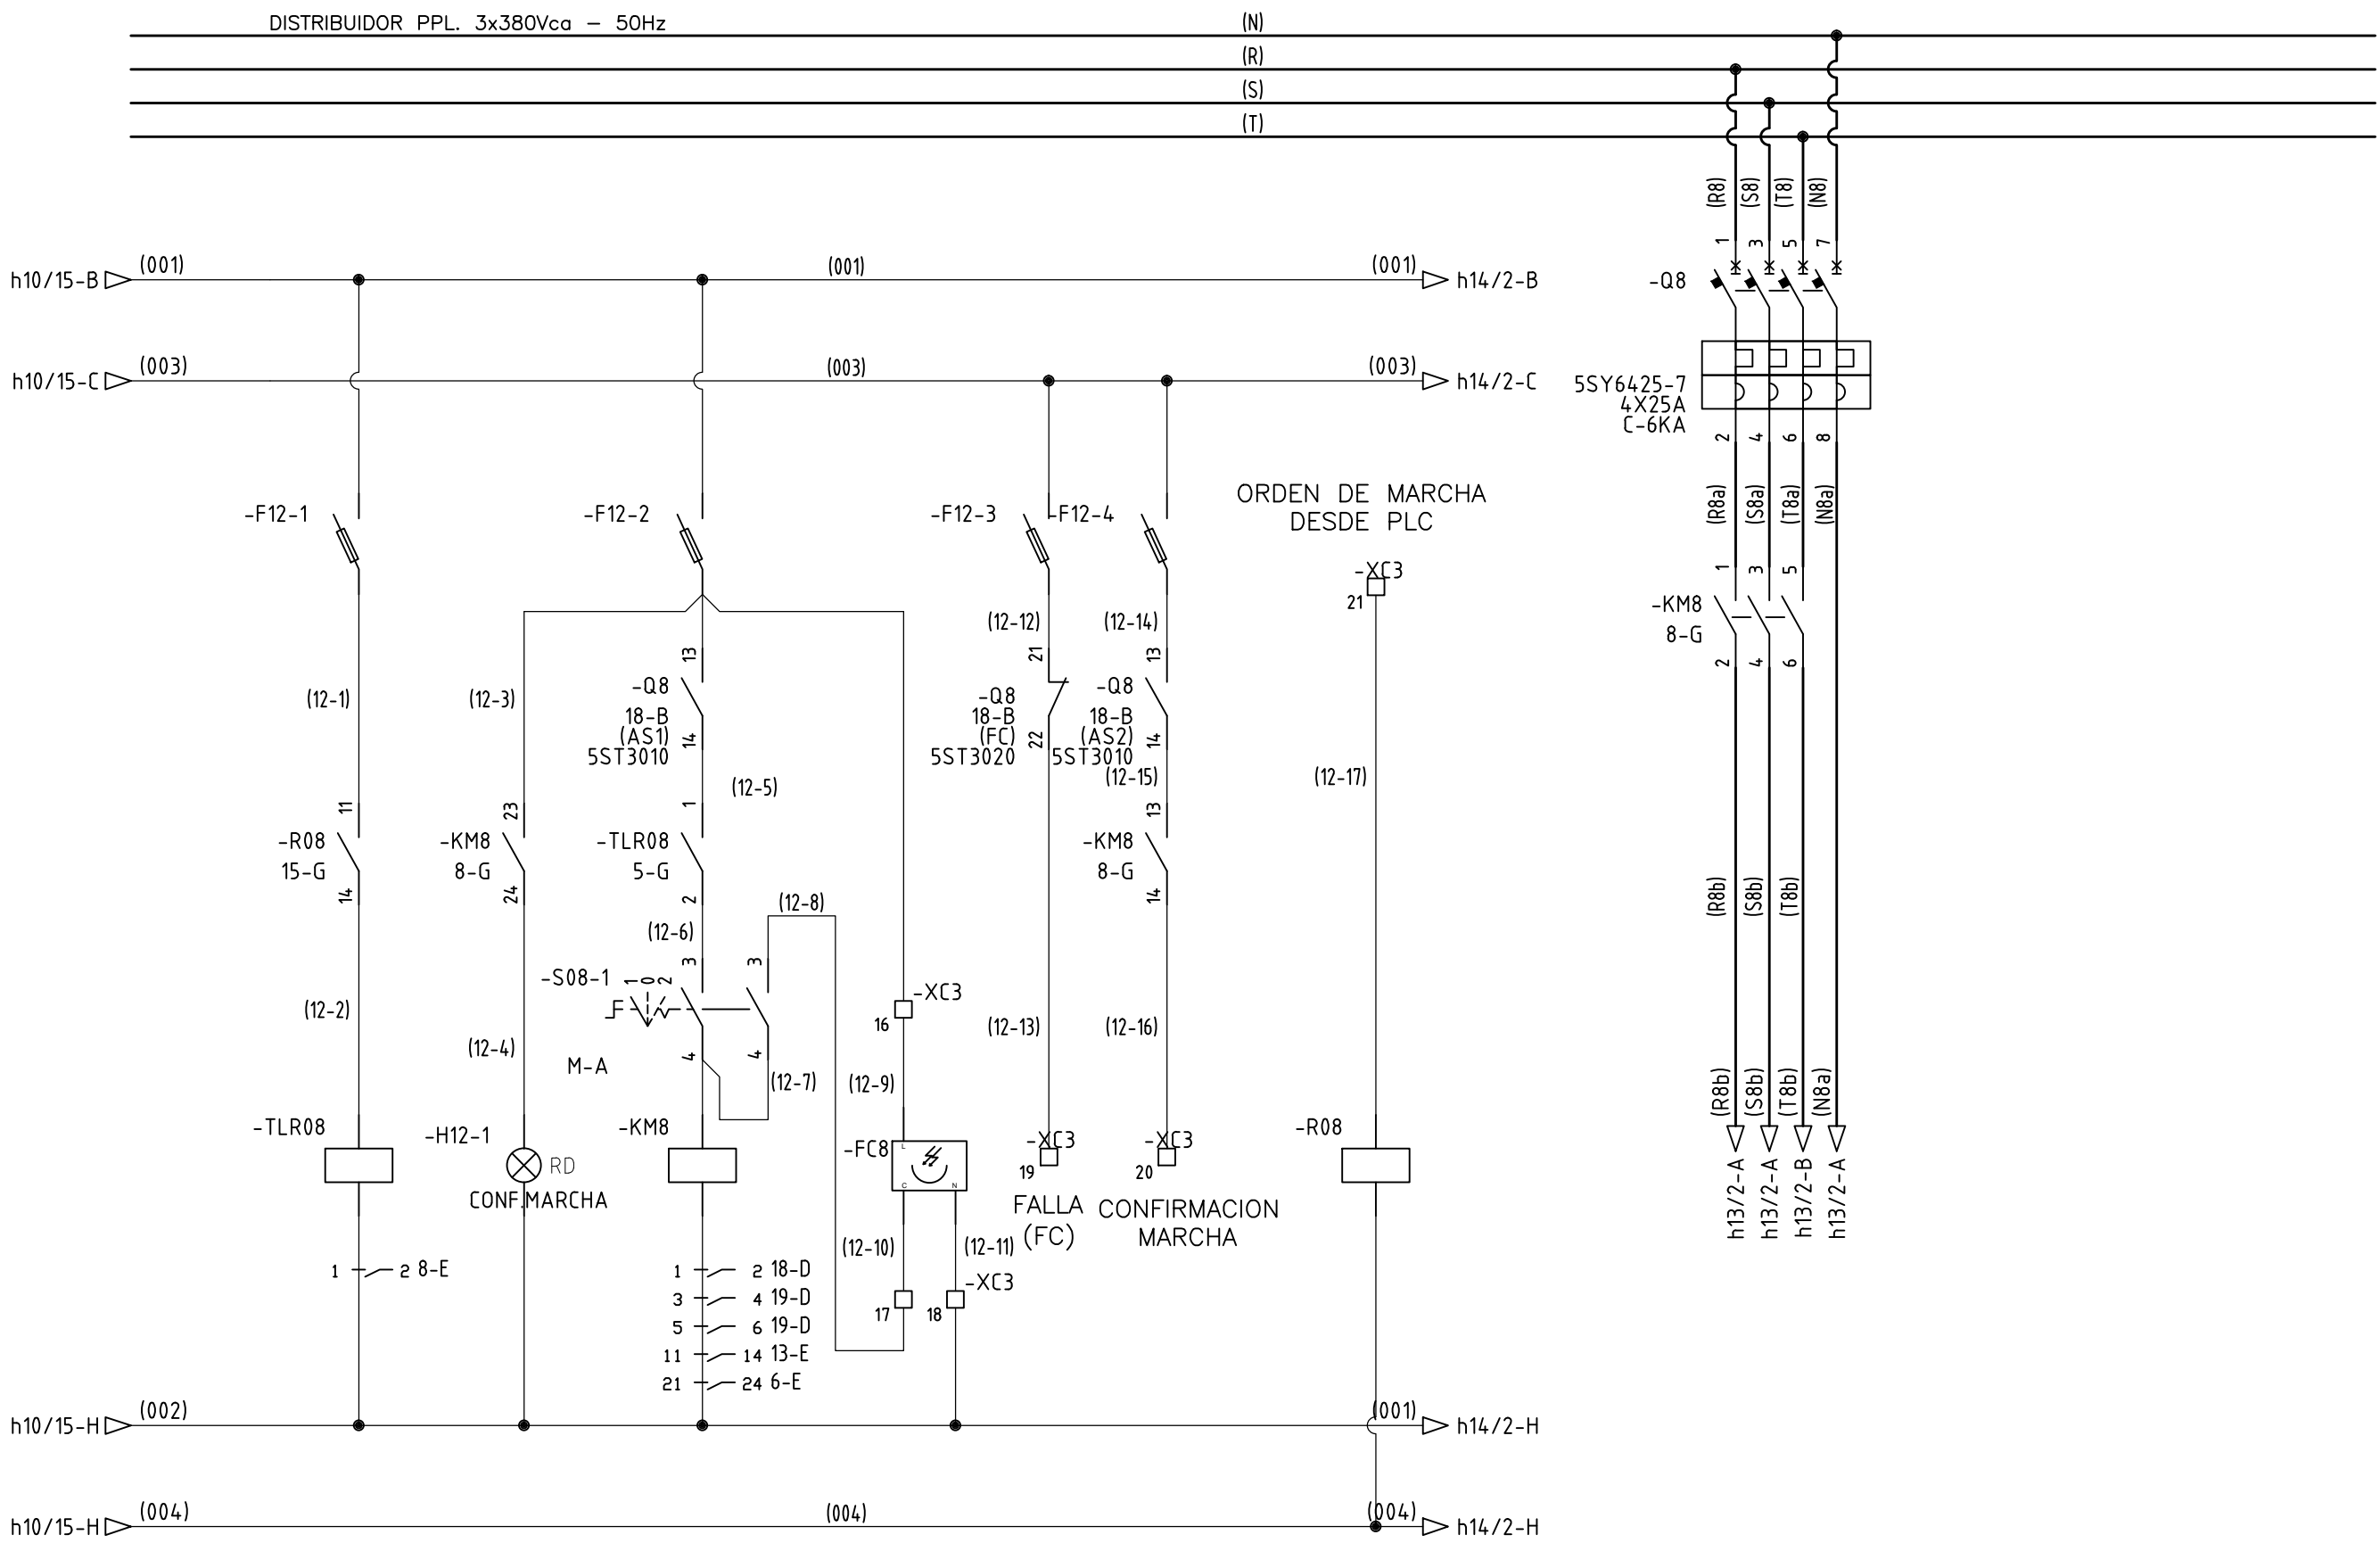 DISTRIBUIDOR PPL. 3x380Vca – 50Hz
(N)
(R)
(S)
(T)
(R8)
(S8)
(T8)
(N8)
1
3
5
7
h10/15-B
(001)
(001)
(001)
h14/2-B
-Q8
h10/15-C
(003)
(003)
(003)
h14/2-C
5SY6425-7
4X25A
C-6KA
2
4
6
8
-F12-1
-F12-2
-F12-3
-F12-4
ORDEN DE MARCHA
DESDE PLC
(R8a)
(S8a)
(T8a)
(N8a)
-XC3
21
1
3
5
-KM8
8-G
2
4
6
(12-12)
(12-14)
13
21
13
(12-1)
(12-3)
-Q8
18-B
(AS1)
5ST3010
14
-Q8
18-B
(FC)
5ST3020
22
-Q8
18-B
(AS2)
5ST3010
14
(12-5)
(12-15)
(12-17)
11
23
1
13
-R08
15-G
14
-KM8
8-G
24
-TLR08
5-G
2
-KM8
8-G
14
(12-8)
(12-6)
(R8b)
(S8b)
(T8b)
3
3
-S08-1
1
0
2
-XC3
16
(12-2)
(12-4)
(12-13)
(12-16)
M-A
4
4
(12-7)
(12-9)
(R8b)
(S8b)
(T8b)
(N8a)
-TLR08
-H12-1
RD
CONF.MARCHA
-KM8
-FC8
L
C
N
-XC3
19
-XC3
20
-R08
FALLA
(FC)
CONFIRMACION
MARCHA
h13/2-A
h13/2-A
h13/2-B
h13/2-A
(12-10)
(12-11)
1
2 8-E
1
2 18-D
3
4 19-D
5
6 19-D
11
14 13-E
21
24 6-E
-XC3
17
18
h10/15-H
(002)
(001)
h14/2-H
h10/15-H
(004)
(004)
(004)
h14/2-H